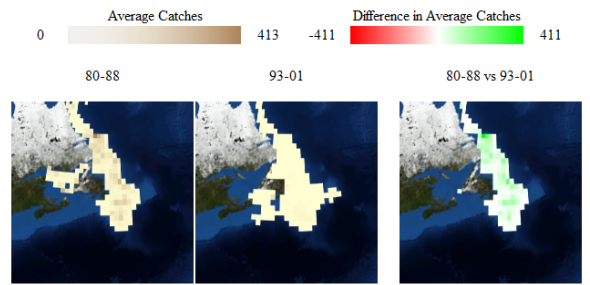 Average Catches
Difference in Average Catches
0
413
-411
411
80-88
93-01
80-88 vs 93-01